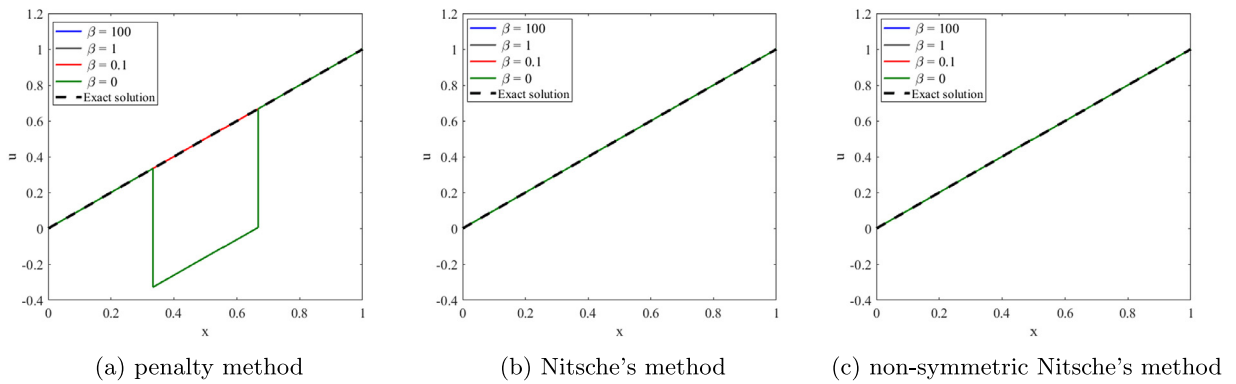 1.2
1
0.8
0.6
0.4
0.2
0
-0.2
-0.4
u
β = 100
β = 1
β = 0.1
β = 0
Exact solution
0 0.2 0.4 0.6 0.8 1
x
(a) penalty method
1.2
1
0.8
0.6
0.4
0.2
0
-0.2
-0.4
u
β = 100
β = 1
β = 0.1
β = 0
Exact solution
0 0.2 0.4 0.6 0.8 1
x
(b) Nitsche's method
1.2
1
0.8
0.6
0.4
0.2
0
-0.2
-0.4
u
β = 100
β = 1
β = 0.1
β = 0
Exact solution
0 0.2 0.4 0.6 0.8 1
x
(c) non-symmetric Nitsche's method